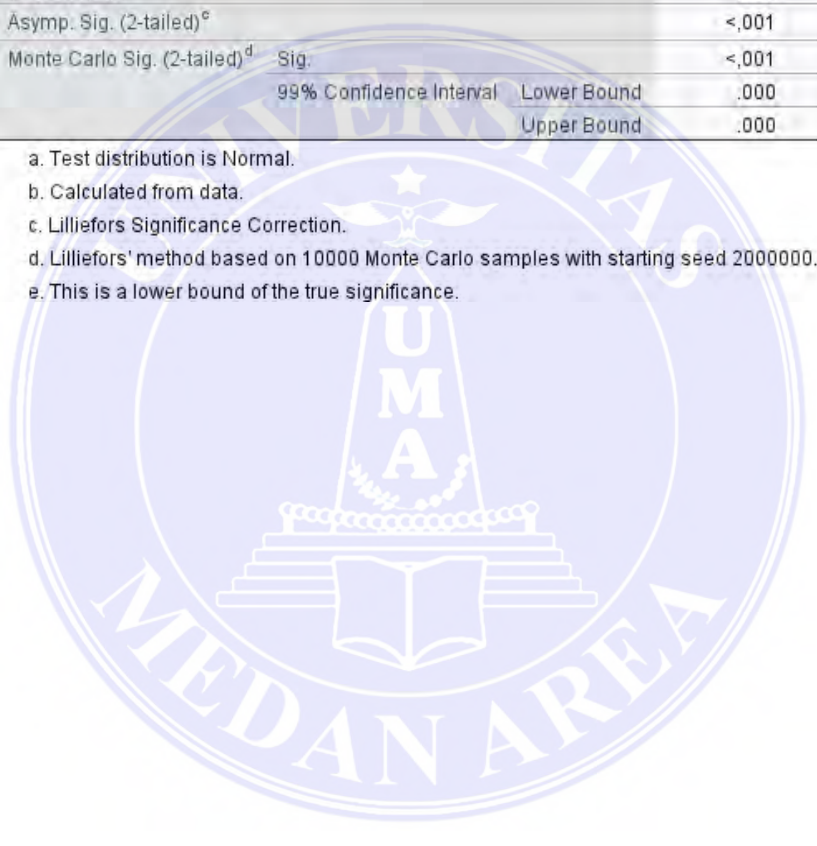 Asymp. Sig. (2-tailed)c <,001
Monte Carlo Sig. (2-tailed)d Sig. <,001
99% Confidence Interval Lower Bound .000
Upper Bound .000
a. Test distribution is Normal.
b. Calculated from data.
c. Lilliefors Significance Correction.
d. Lilliefors' method based on 10000 Monte Carlo samples with starting seed 2000000.
e. This is a lower bound of the true significance.
UNIVERSITAS
UMA
MEDAN AREA